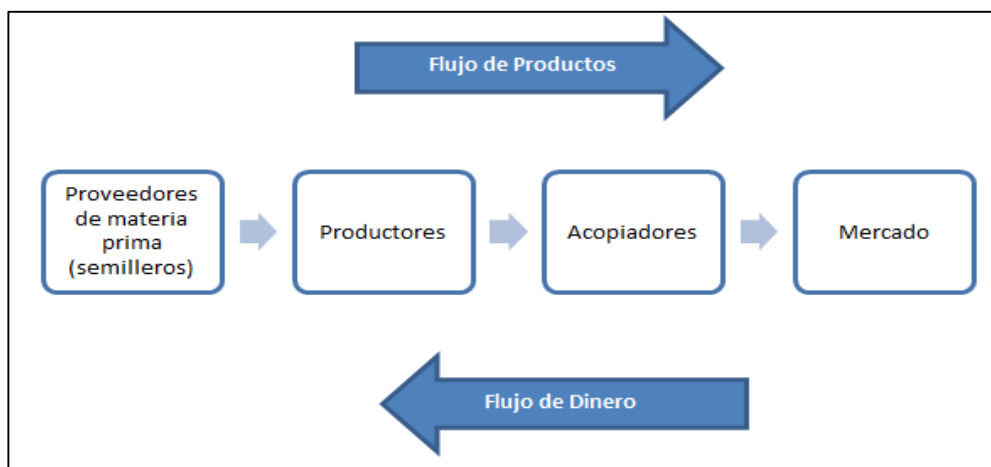 Flujo de Productos
Proveedores
de materia
prima
(semilleros)
Productores
Acopiadores
Mercado
Flujo de Dinero